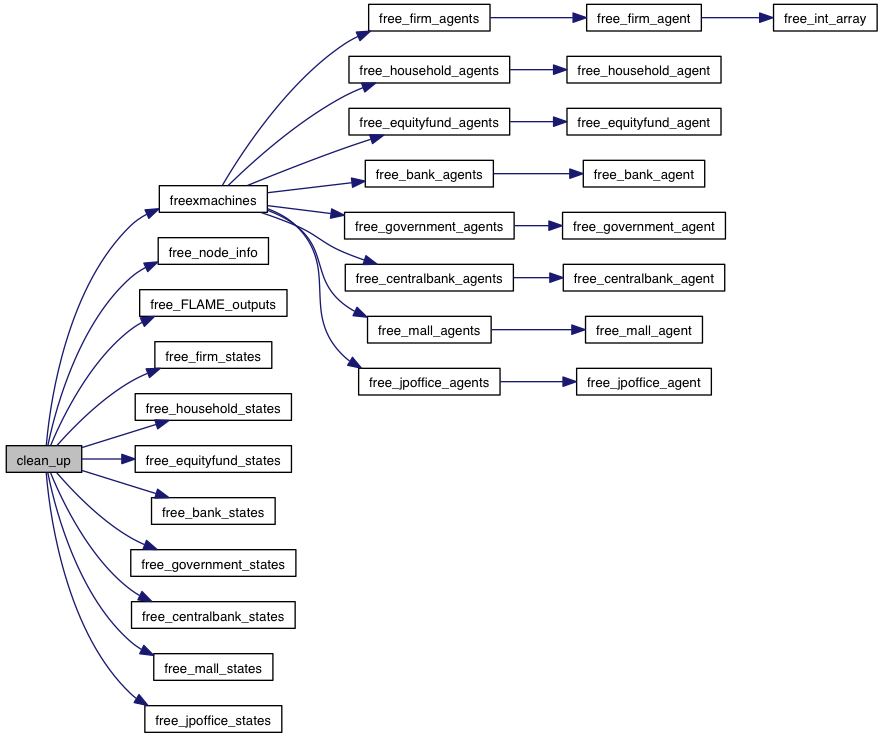 free_firm_agents
free_firm_agent
free_int_array
free_household_agents
free_household_agent
free_equityfund_agents
free_equityfund_agent
free_bank_agents
free_bank_agent
freexmachines
free_government_agents
free_government_agent
free_node_info
free_centralbank_agents
free_centralbank_agent
free_FLAME_outputs
free_mall_agents
free_mall_agent
free_firm_states
free_jpoffice_agents
free_jpoffice_agent
free_household_states
clean_up
free_equityfund_states
free_bank_states
free_government_states
free_centralbank_states
free_mall_states
free_jpoffice_states